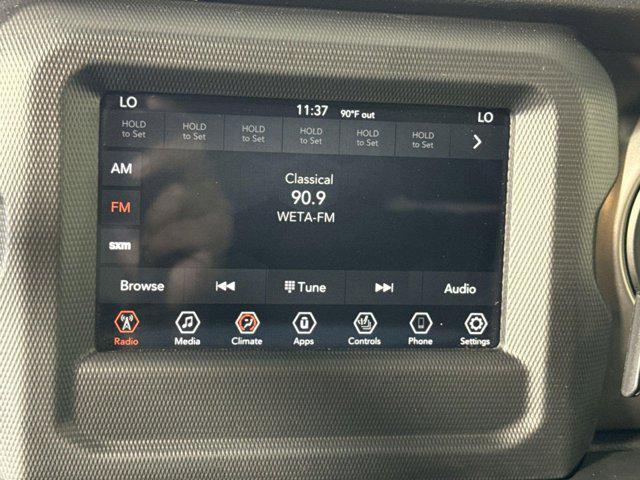 LO 11:37 90°F out LO
HOLD to Set HOLD to Set HOLD to Set HOLD to Set HOLD to Set HOLD to Set
AM
Classical
FM
90.9
WETA-FM
sxm
Browse Tune Audio
Radio Media Climate Apps Controls Phone Settings